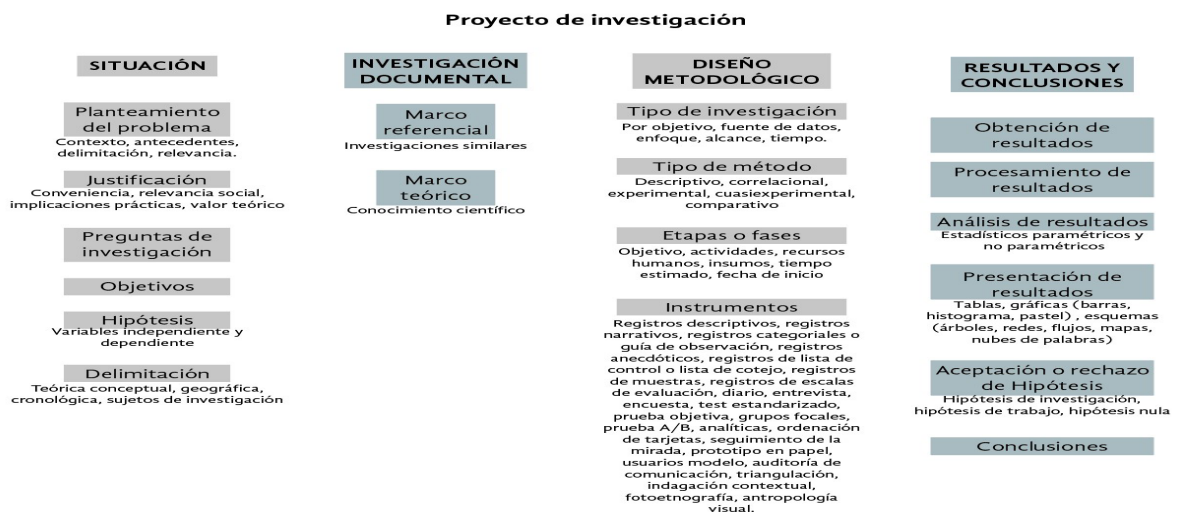 Proyecto de investigación
SITUACIÓN
Planteamiento
del problema
Contexto, antecedentes,
delimitación, relevancia.
Justificación
Conveniencia, relevancia social,
implicaciones prácticas, valor teórico
Preguntas de
investigación
Objetivos
Hipótesis
Variables independiente y
dependiente
Delimitación
Teórica conceptual, geográfica,
cronológica, sujetos de investigación
INVESTIGACIÓN
DOCUMENTAL
Marco
referencial
Investigaciones similares
Marco
teórico
Conocimiento científico
DISEÑO
METODOLÓGICO
Tipo de investigación
Por objetivo, fuente de datos,
enfoque, alcance, tiempo.
Tipo de método
Descriptivo, correlacional,
experimental, cuasiexperimental,
comparativo
Etapas o fases
Objetivo, actividades, recursos
humanos, insumos, tiempo
estimado, fecha de inicio
Instrumentos
Registros descriptivos, registros
narrativos, registros categoriales o
guía de observación, registros
anecdóticos, registros de lista de
control o lista de cotejo, registros
de muestras, registros de escalas
de evaluación, diario, entrevista,
encuesta, test estandarizado,
prueba objetiva, grupos focales,
prueba A/B, analíticas, ordenación
de tarjetas, seguimiento de la
mirada, prototipo en papel,
usuarios modelo, auditoría de
comunicación, triangulación,
indagación contextual,
fotoetnografía, antropología
visual.
RESULTADOS Y
CONCLUSIONES
Obtención de
resultados
Procesamiento de
resultados
Análisis de resultados
Estadísticos paramétricos y
no paramétricos
Presentación de
resultados
Tablas, gráficas (barras,
histograma, pastel) , esquemas
(árboles, redes, flujos, mapas,
nubes de palabras)
Aceptación o rechazo
de Hipótesis
Hipótesis de investigación,
hipótesis de trabajo, hipótesis nula
Conclusiones